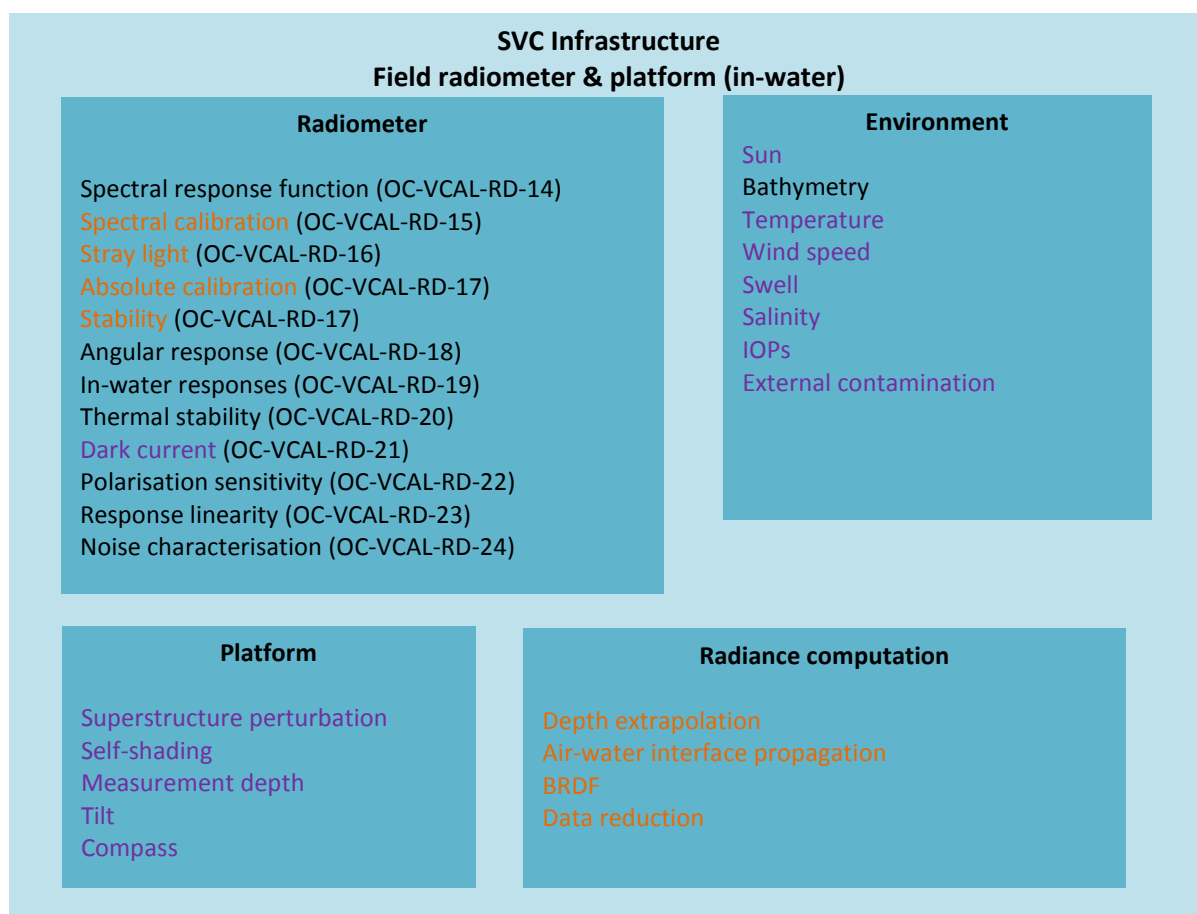 SVC Infrastructure
Field radiometer & platform (in-water)
Radiometer
Spectral response function (OC-VCAL-RD-14)
Spectral calibration (OC-VCAL-RD-15)
Stray light (OC-VCAL-RD-16)
Absolute calibration (OC-VCAL-RD-17)
Stability (OC-VCAL-RD-17)
Angular response (OC-VCAL-RD-18)
In-water responses (OC-VCAL-RD-19)
Thermal stability (OC-VCAL-RD-20)
Dark current (OC-VCAL-RD-21)
Polarisation sensitivity (OC-VCAL-RD-22)
Response linearity (OC-VCAL-RD-23)
Noise characterisation (OC-VCAL-RD-24)
Environment
Sun
Bathymetry
Temperature
Wind speed
Swell
Salinity
IOPs
External contamination
Platform
Superstructure perturbation
Self-shading
Measurement depth
Tilt
Compass
Radiance computation
Depth extrapolation
Air-water interface propagation
BRDF
Data reduction